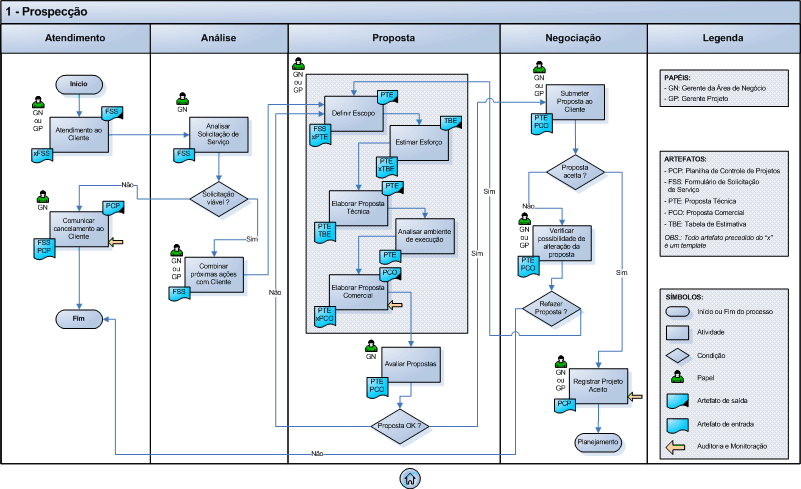 1 - Prospecção
Atendimento
Análise
Proposta
Negociação
Legenda
Início
GN
ou
GP
FSS
Atendimento ao
Cliente
xFSS
Não
GN
PCP
Comunicar
cancelamento ao
Cliente
FSS
PCP
Fim
GN
Analisar
Solicitação de
Serviço
FSS
Solicitação
viável ?
Sim
GN
ou
GP
Combinar
próximas ações
com Cliente
FSS
Não
GN
ou
GP
PTE
Definir Escopo
FSS
xPTE
TBE
Estimar Esforço
PTE
xTBE
PTE
Elaborar Proposta
Técnica
PTE
TBE
Analisar ambiente
de execução
PTE
PCO
Elaborar Proposta
Comercial
PTE
xPCO
GN
Avaliar Propostas
PTE
PCO
Proposta OK ?
Sim
Sim
Não
GN
ou
GP
Submeter
Proposta ao
Cliente
PTE
PCO
Proposta
aceita ?
Não
GN
ou
GP
Verificar
possibilidade de
alteração da
proposta
PTE
PCO
Sim
Refazer
Proposta ?
GN
ou
GP
Registrar Projeto
Aceito
PCP
Planejamento
PAPÉIS:
- GN: Gerente da Área de Negócio
- GP: Gerente Projeto
ARTEFATOS:
- PCP: Planilha de Controle de Projetos
- FSS: Formulário de Solicitação
de Serviço
- PTE: Proposta Técnica
- PCO: Proposta Comercial
- TBE: Tabela de Estimativa
OBS.: Todo artefato precedido do "x"
é um template
SÍMBOLOS:
Início ou Fim do processo
Atividade
Condição
Papel
Artefato de saída
Artefato de entrada
Auditoria e Monitoração